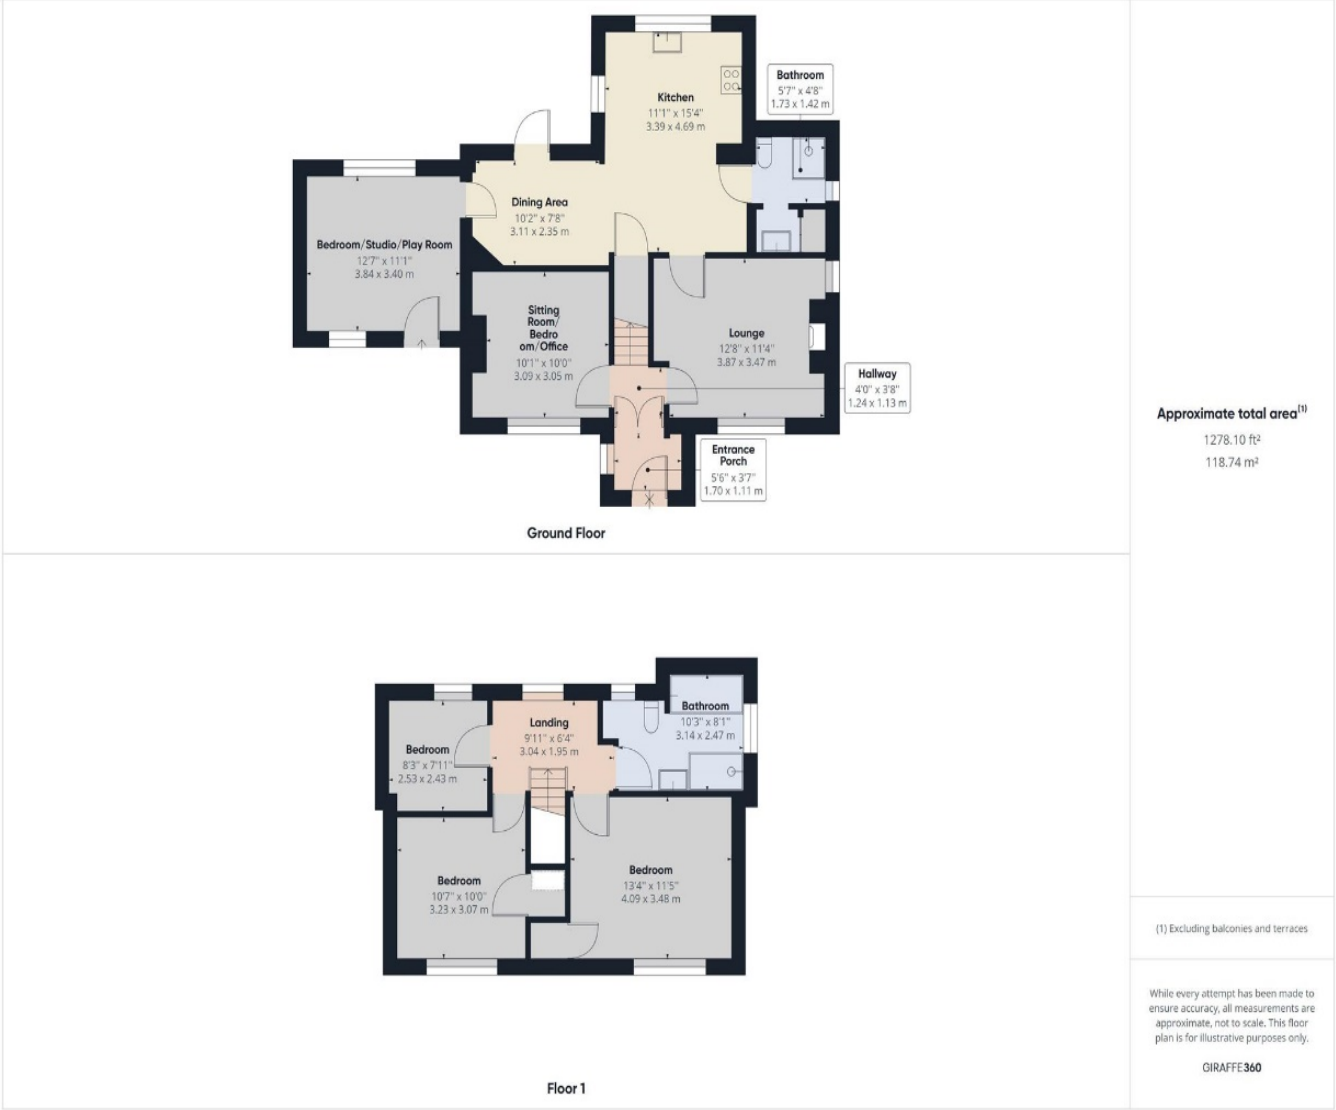 Kitchen
11'1" x 15'4"
3.39 x 4.69 m
Bathroom
5'7" x 4'8"
1.73 x 1.42 m
Dining Area
10'2" x 7'8"
3.11 x 2.35 m
Bedroom/Studio/Play Room
12'7" x 11'1"
3.84 x 3.40 m
Sitting
Room/
Bedro
om/Office
10'1" x 10'0"
3.09 x 3.05 m
Lounge
12'8" x 11'4"
3.87 x 3.47 m
Hallway
4'0" x 3'8"
1.24 x 1.13 m
Entrance
Porch
5'6" x 3'7"
1.70 x 1.11 m
Ground Floor
Bedroom
8'3" x 7'11"
2.53 x 2.43 m
Landing
9'11" x 6'4"
3.04 x 1.95 m
Bathroom
10'3" x 8'1"
3.14 x 2.47 m
Bedroom
10'7" x 10'0"
3.23 x 3.07 m
Bedroom
13'4" x 11'5"
4.09 x 3.48 m
Floor 1
Approximate total area(1)
1278.10 ft²
118.74 m²
(1) Excluding balconies and terraces
While every attempt has been made to
ensure accuracy, all measurements are
approximate, not to scale. This floor
plan is for illustrative purposes only.
GIRAFFE360